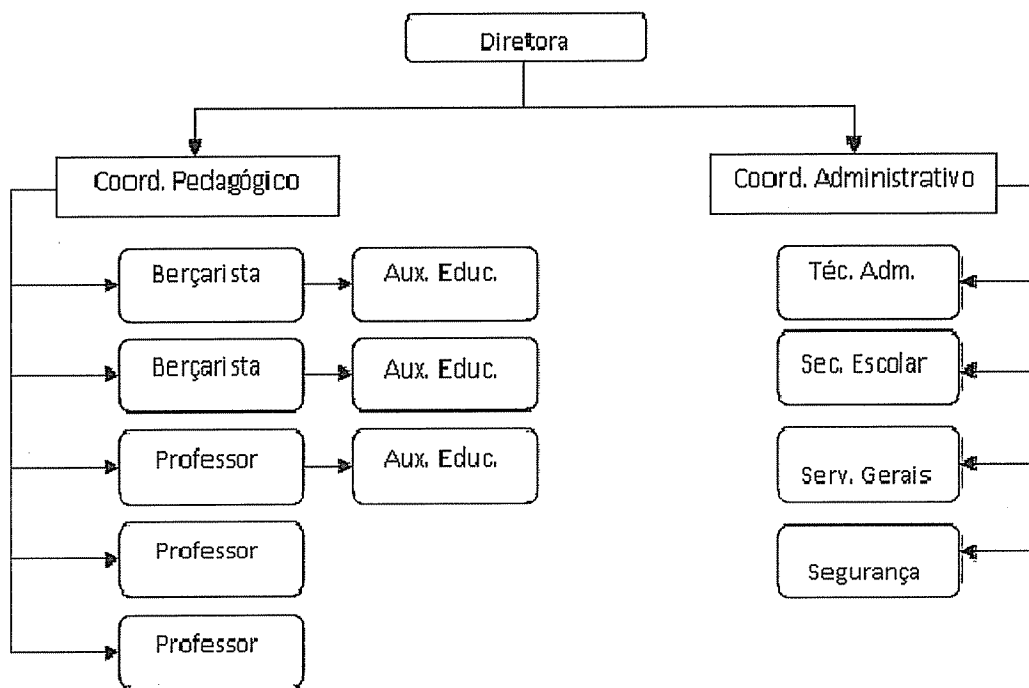 Diretora
Coord. Pedagógico
Coord. Administrativo
Berçarista
Aux. Educ.
Téc. Adm.
Berçarista
Aux. Educ.
Sec. Escolar
Professor
Aux. Educ.
Serv. Gerais
Professor
Segurança
Professor